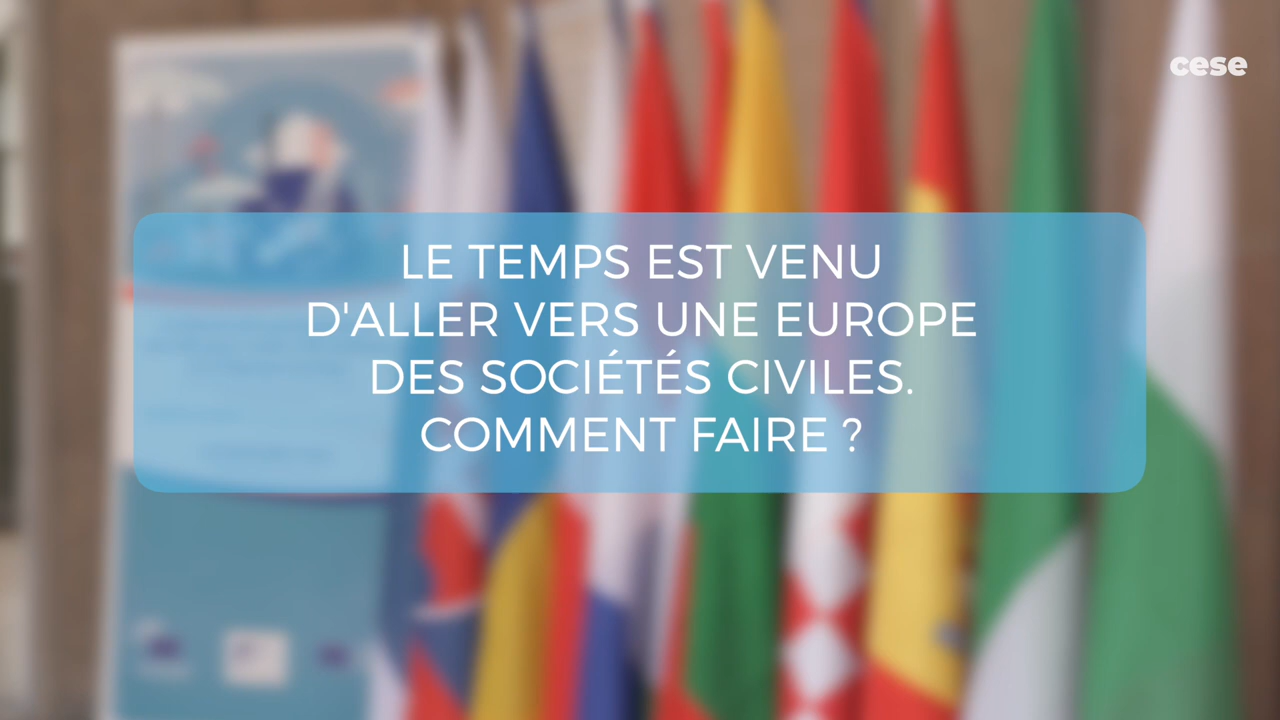 cese
LE TEMPS EST VENU
D'ALLER VERS UNE EUROPE
DES SOCIÉTÉS CIVILES.
COMMENT FAIRE ?